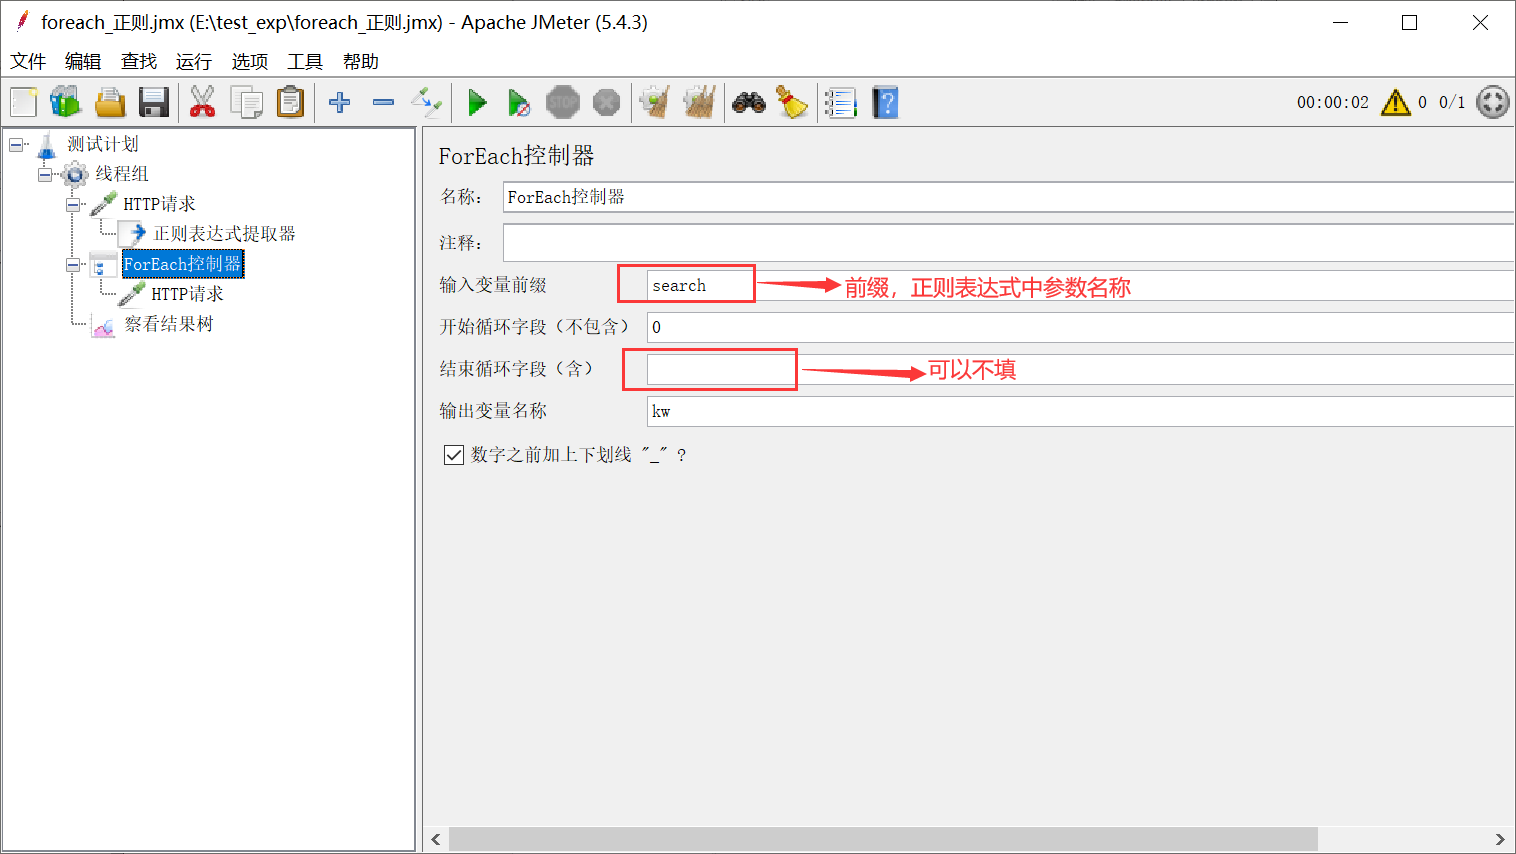 foreach_正则.jmx (E:\test_exp\foreach_正则.jmx) - Apache JMeter (5.4.3)
文件 编辑 查找 运行 选项 工具 帮助
STOP
00:00:02 0 0/1
测试计划
线程组
HTTP请求
正则表达式提取器
ForEach控制器
HTTP请求
察看结果树
ForEach控制器
名称： ForEach控制器
注释：
输入变量前缀 search 前缀，正则表达式中参数名称
开始循环字段（不包含） 0
结束循环字段（含） 可以不填
输出变量名称 kw
数字之前加上下划线 "_" ?